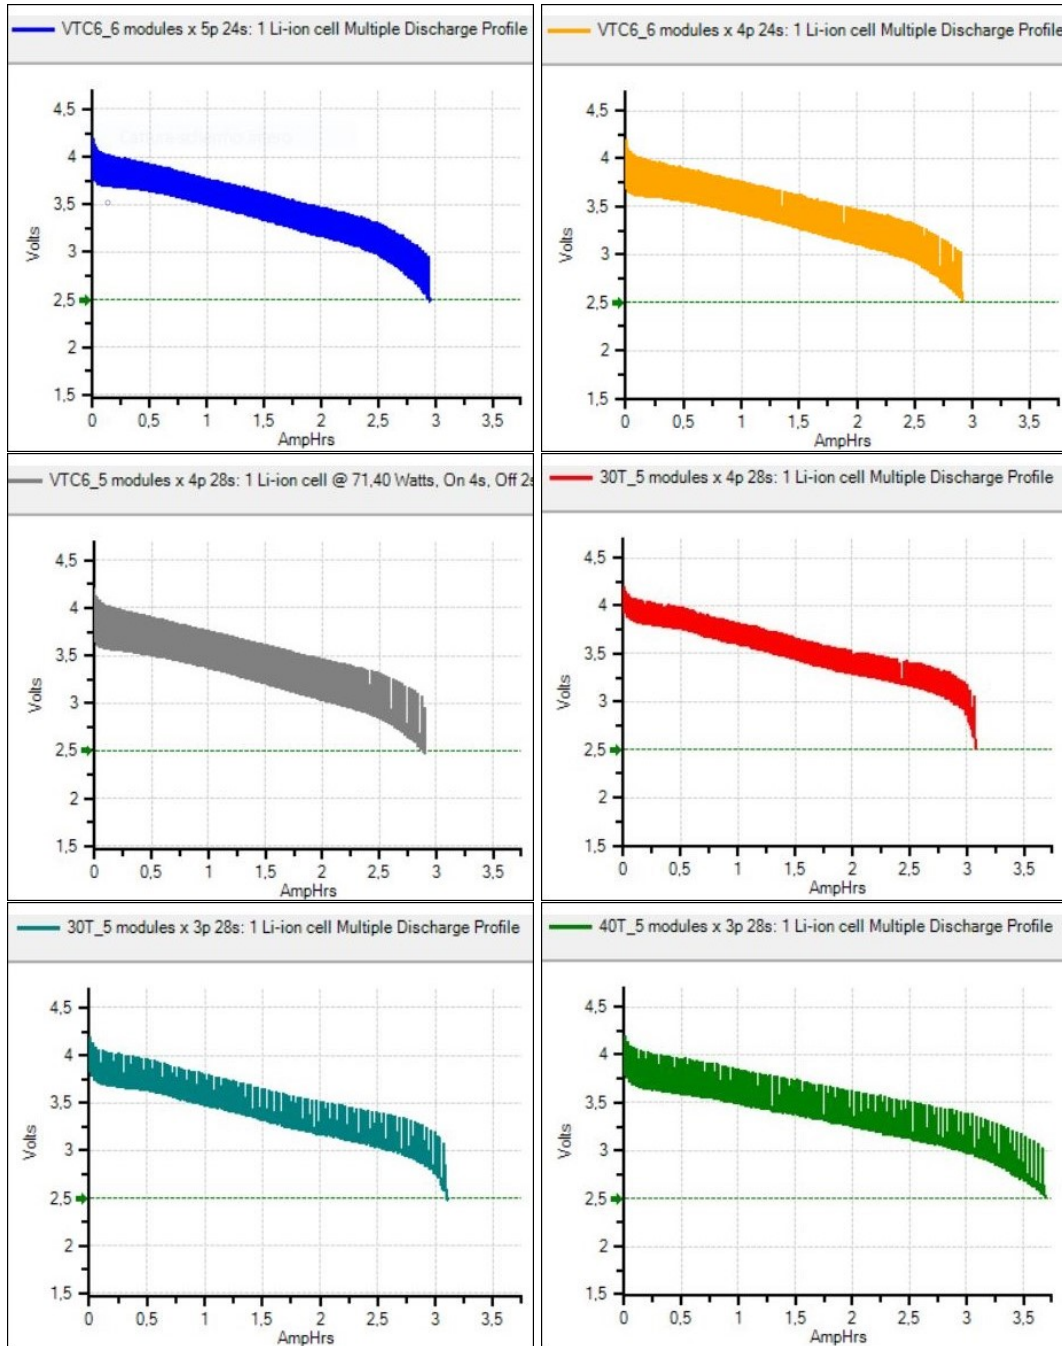 VTC6_6 modules x 5p 24s: 1 Li-ion cell Multiple Discharge Profile
4,5
4
3,5
3
2,5
2
1,5
Volts
0 0,5 1 1,5 2 2,5 3 3,5
AmpHrs
VTC6_6 modules x 4p 24s: 1 Li-ion cell Multiple Discharge Profile
4,5
4
3,5
3
2,5
2
1,5
Volts
0 0,5 1 1,5 2 2,5 3 3,5
AmpHrs
VTC6_5 modules x 4p 28s: 1 Li-ion cell @ 71,40 Watts, On 4s, Off 2s
4,5
4
3,5
3
2,5
2
1,5
Volts
0 0,5 1 1,5 2 2,5 3 3,5
AmpHrs
30T_5 modules x 4p 28s: 1 Li-ion cell Multiple Discharge Profile
4,5
4
3,5
3
2,5
2
1,5
Volts
0 0,5 1 1,5 2 2,5 3 3,5
AmpHrs
30T_5 modules x 3p 28s: 1 Li-ion cell Multiple Discharge Profile
4,5
4
3,5
3
2,5
2
1,5
Volts
0 0,5 1 1,5 2 2,5 3 3,5
AmpHrs
40T_5 modules x 3p 28s: 1 Li-ion cell Multiple Discharge Profile
4,5
4
3,5
3
2,5
2
1,5
Volts
0 0,5 1 1,5 2 2,5 3 3,5
AmpHrs